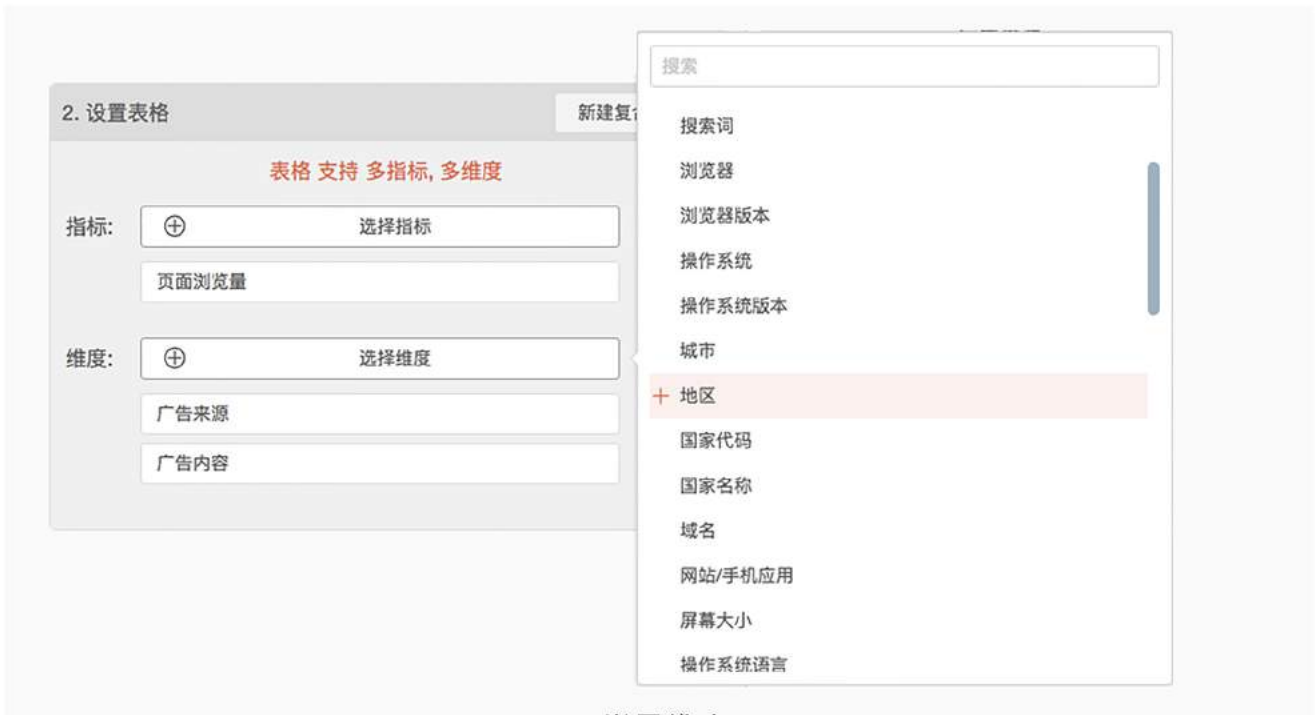 2. 设置表格
新建复合
表格 支持 多指标, 多维度
指标:
选择指标
页面浏览量
维度:
选择维度
广告来源
广告内容
搜索
搜索词
浏览器
浏览器版本
操作系统
操作系统版本
城市
+ 地区
国家代码
国家名称
域名
网站/手机应用
屏幕大小
操作系统语言